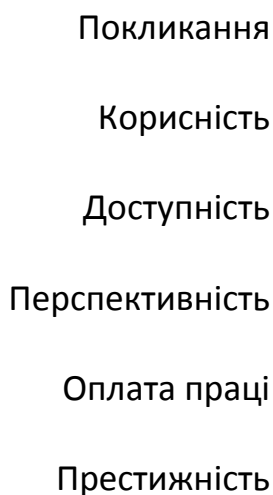 Покликання
Корисність
Доступність
Перспективність
Оплата праці
Престижність